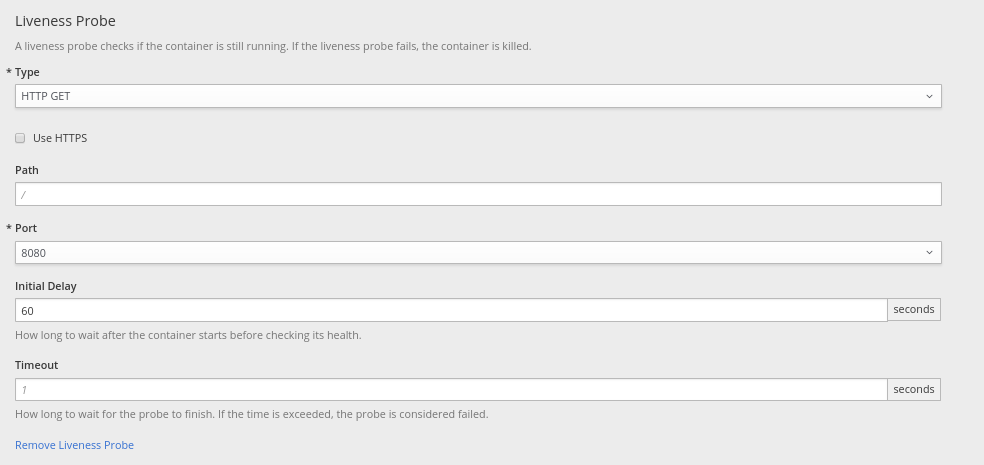 Liveness Probe
A liveness probe checks if the container is still running. If the liveness probe fails, the container is killed.
* Type
HTTP GET
Use HTTPS
Path
/
* Port
8080
Initial Delay
60 seconds
How long to wait after the container starts before checking its health.
Timeout
1 seconds
How long to wait for the probe to finish. If the time is exceeded, the probe is considered failed.
Remove Liveness Probe